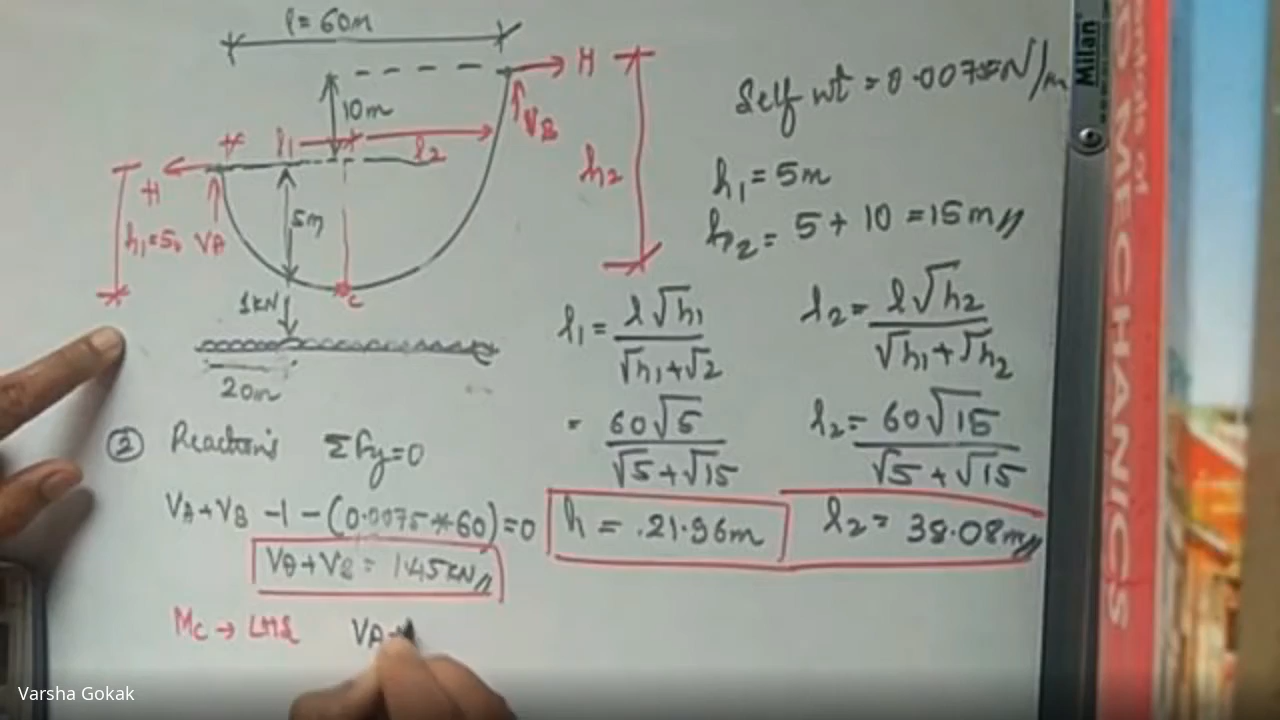 l = 60m
H
10m
VB
l1
l2
H
h2
5m
h1=5
VA
C
1kN
20m
Self wt = 0.0075kN/m
h1 = 5m
h2 = 5 + 10 = 15m//
l1 = l√h1 / √h1+√2
l2 = l√h2 / √h1+√h2
= 60√5 / √5+√15
l2 = 60√15 / √5+√15
h = .21.96m
l2 = 38.08m//
② Reactions ΣFy=0
VA+VB -1-(0.0075*60)=0
VA+VB = 1.45kN//
Mc → LHS VA
Milan
MECHANICS
Varsha Gokak